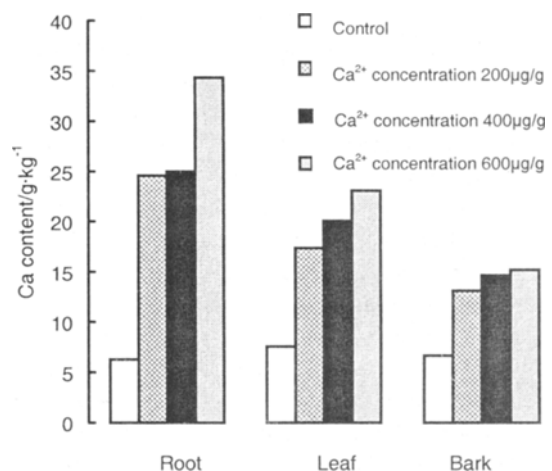 Ca content/g·kg⁻¹
40
35
30
25
20
15
10
5
0
Control
Ca²⁺ concentration 200µg/g
Ca²⁺ concentration 400µg/g
Ca²⁺ concentration 600µg/g
Root Leaf Bark